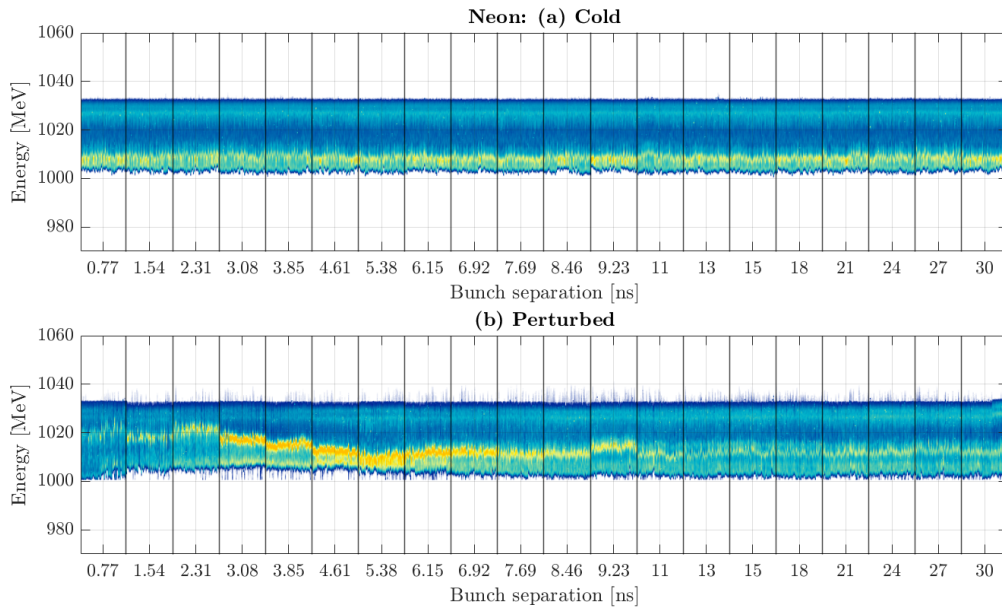 Neon: (a) Cold
1060
1040
1020
1000
980
Energy [MeV]
0.77 1.54 2.31 3.08 3.85 4.61 5.38 6.15 6.92 7.69 8.46 9.23 11 13 15 18 21 24 27 30
Bunch separation [ns]
(b) Perturbed
1060
1040
1020
1000
980
Energy [MeV]
0.77 1.54 2.31 3.08 3.85 4.61 5.38 6.15 6.92 7.69 8.46 9.23 11 13 15 18 21 24 27 30
Bunch separation [ns]